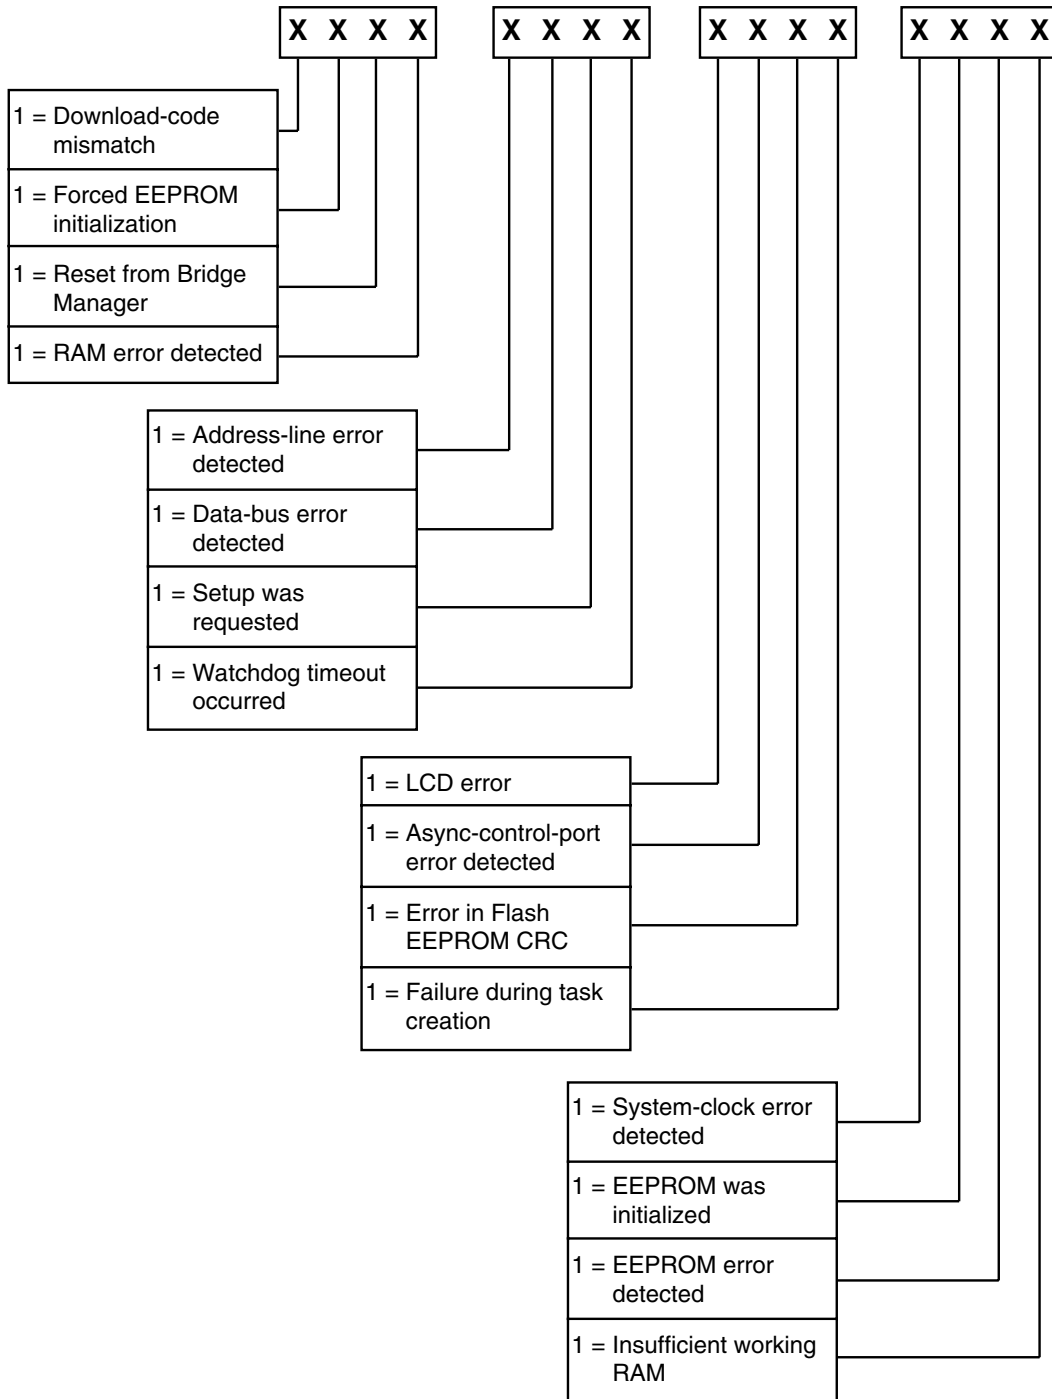 X X X X X X X X X X X X X X X X
1 = Download-code
mismatch
1 = Forced EEPROM
initialization
1 = Reset from Bridge
Manager
1 = RAM error detected
1 = Address-line error
detected
1 = Data-bus error
detected
1 = Setup was
requested
1 = Watchdog timeout
occurred
1 = LCD error
1 = Async-control-port
error detected
1 = Error in Flash
EEPROM CRC
1 = Failure during task
creation
1 = System-clock error
detected
1 = EEPROM was
initialized
1 = EEPROM error
detected
1 = Insufficient working
RAM